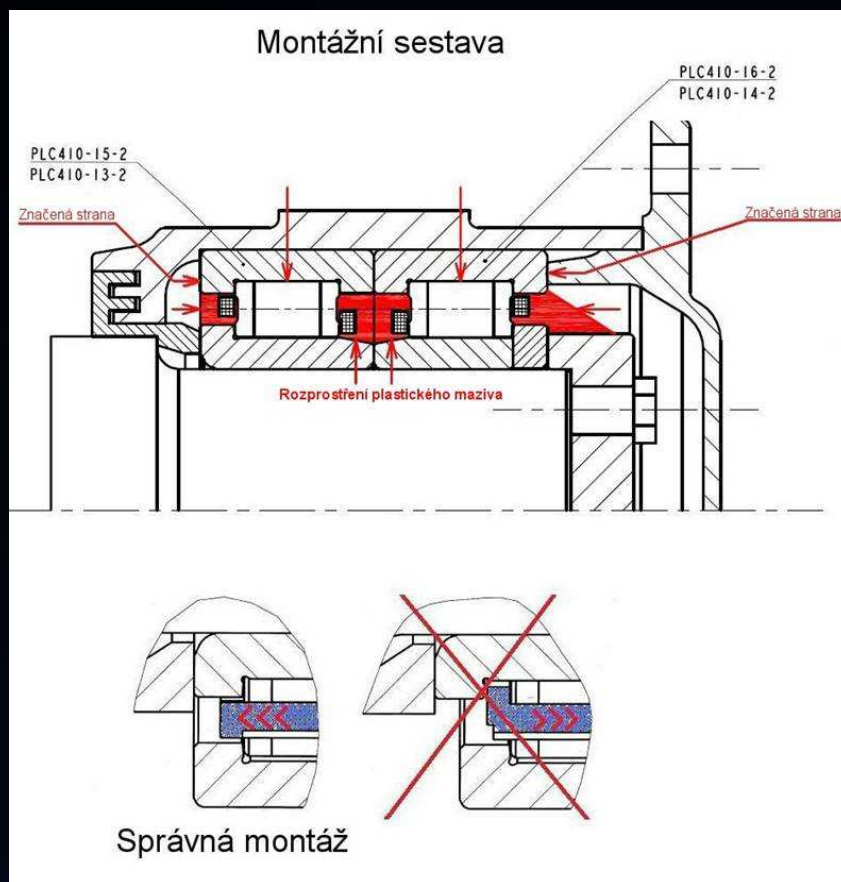 Montážní sestava
PLC410-16-2
PLC410-14-2
PLC410-15-2
PLC410-13-2
Značená strana
Značená strana
Rozprostření plastického maziva
Správná montáž